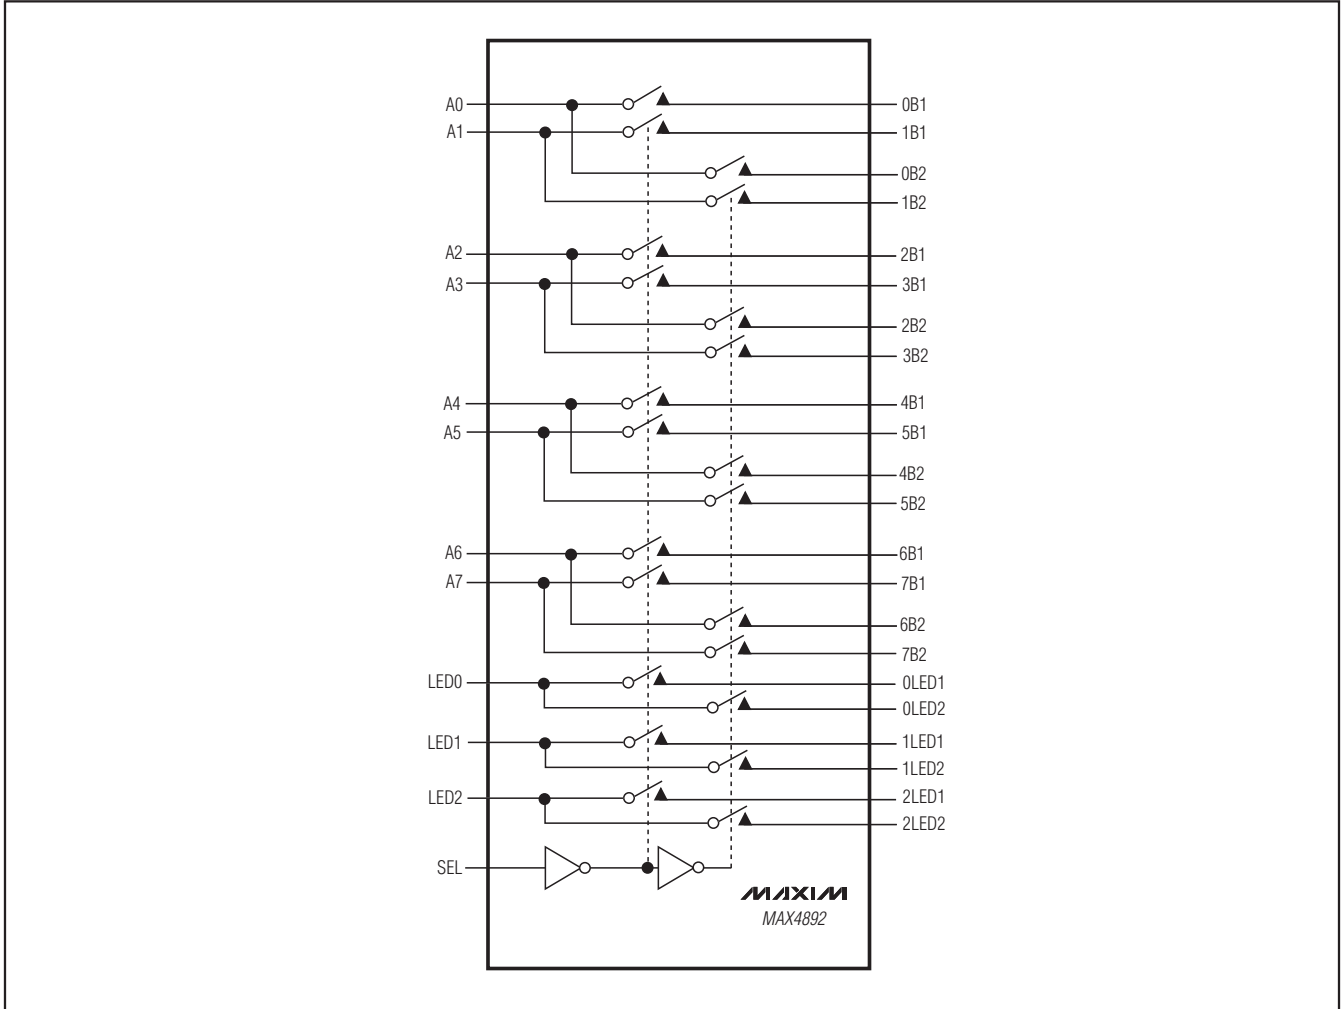 A0
0B1
A1
1B1
0B2
1B2
A2
2B1
A3
3B1
2B2
3B2
A4
4B1
A5
5B1
4B2
5B2
A6
6B1
A7
7B1
6B2
7B2
LED0
0LED1
0LED2
LED1
1LED1
1LED2
LED2
2LED1
2LED2
SEL
MAXIM
MAX4892